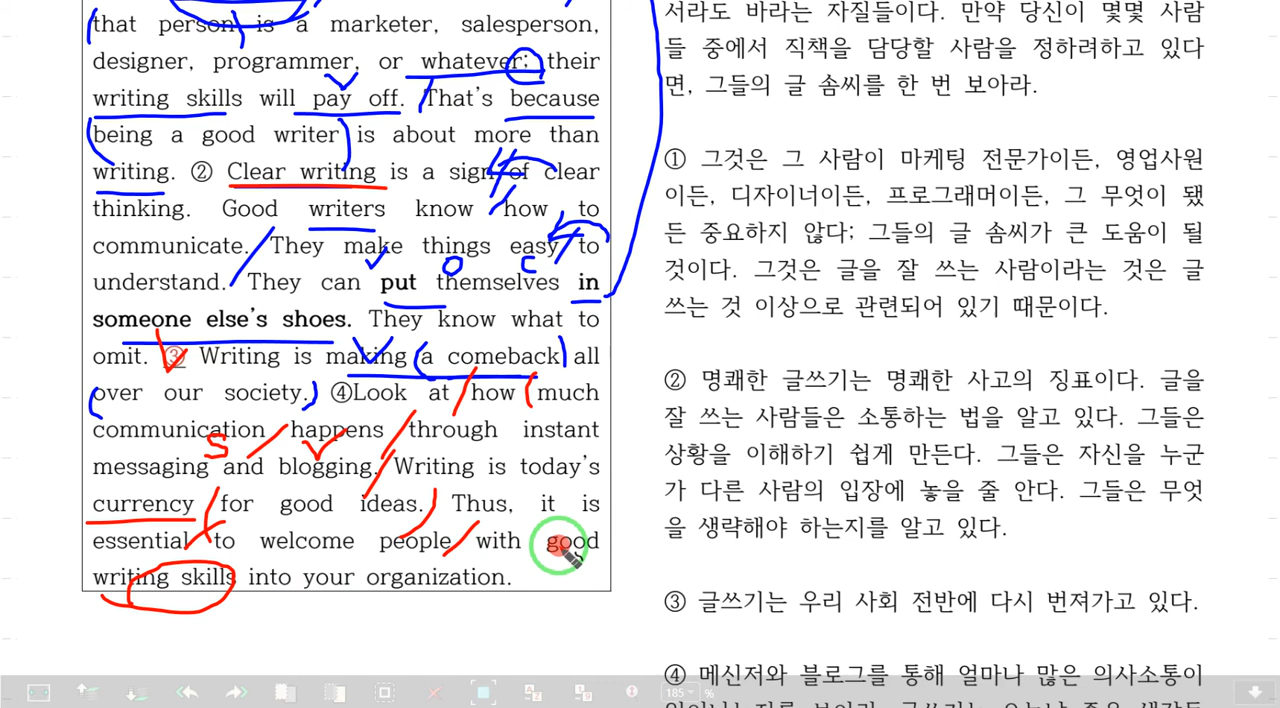 that person is a marketer, salesperson,
designer, programmer, or whatever; their
writing skills will pay off. That's because
being a good writer is about more than
writing. ② Clear writing is a sign of clear
thinking. Good writers know how to
communicate. They make things easy to
understand. They can put themselves in
someone else's shoes. They know what to
omit. ③ Writing is making a comeback all
over our society. ④Look at how much
communication happens through instant
messaging and blogging. Writing is today's
currency for good ideas. Thus, it is
essential to welcome people with good
writing skills into your organization.
O C
S
서라도 바라는 자질들이다. 만약 당신이 몇몇 사람
들 중에서 직책을 담당할 사람을 정하려하고 있다
면, 그들의 글 솜씨를 한 번 보아라.
① 그것은 그 사람이 마케팅 전문가이든, 영업사원
이든, 디자이너이든, 프로그래머이든, 그 무엇이 됐
든 중요하지 않다; 그들의 글 솜씨가 큰 도움이 될
것이다. 그것은 글을 잘 쓰는 사람이라는 것은 글
쓰는 것 이상으로 관련되어 있기 때문이다.
② 명쾌한 글쓰기는 명쾌한 사고의 징표이다. 글을
잘 쓰는 사람들은 소통하는 법을 알고 있다. 그들은
상황을 이해하기 쉽게 만든다. 그들은 자신을 누군
가 다른 사람의 입장에 놓을 줄 안다. 그들은 무엇
을 생략해야 하는지를 알고 있다.
③ 글쓰기는 우리 사회 전반에 다시 번져가고 있다.
④ 메신저와 블로그를 통해 얼마나 많은 의사소통이
185 %